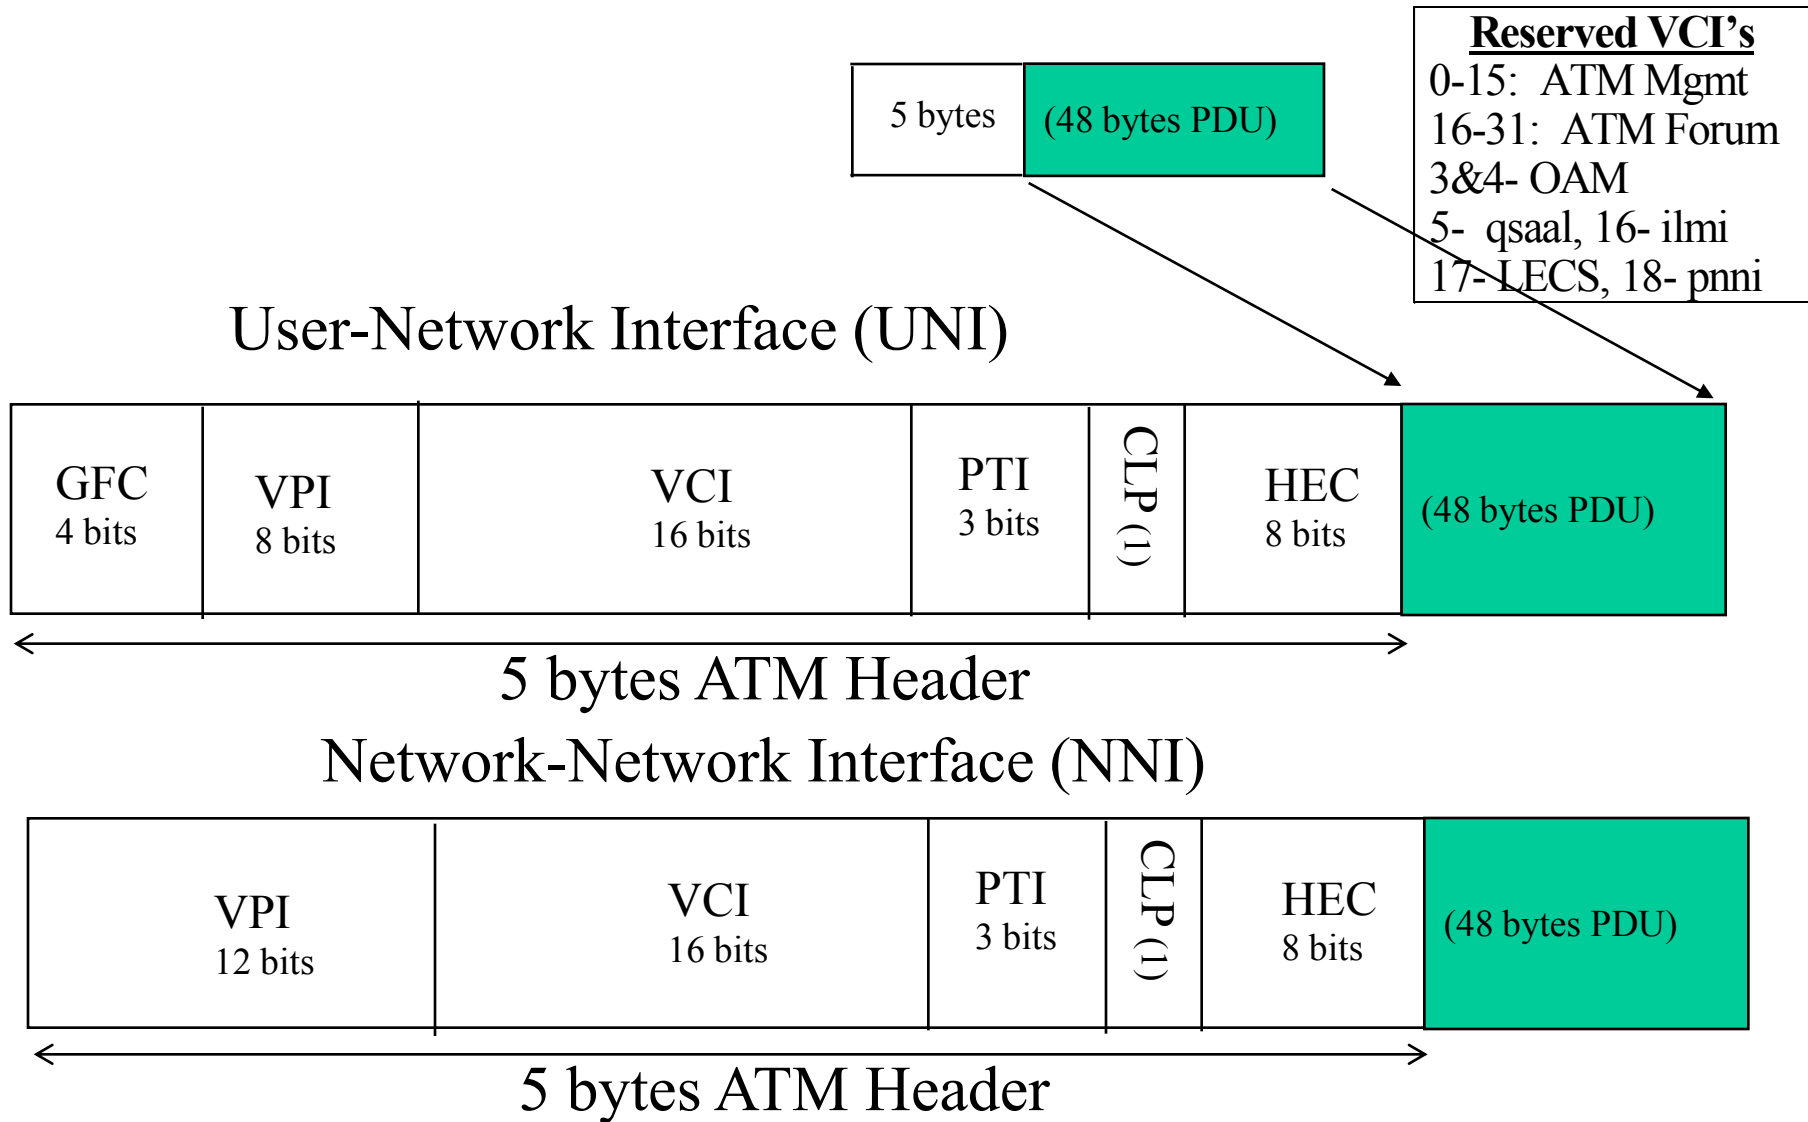 Reserved VCI's
0-15: ATM Mgmt
16-31: ATM Forum
3&4- OAM
5- qsaal, 16- ilmi
17- LECS, 18- pnni
5 bytes
(48 bytes PDU)
User-Network Interface (UNI)
GFC
4 bits
VPI
8 bits
VCI
16 bits
PTI
3 bits
CLP (1)
HEC
8 bits
(48 bytes PDU)
5 bytes ATM Header
Network-Network Interface (NNI)
VPI
12 bits
VCI
16 bits
PTI
3 bits
CLP (1)
HEC
8 bits
(48 bytes PDU)
5 bytes ATM Header